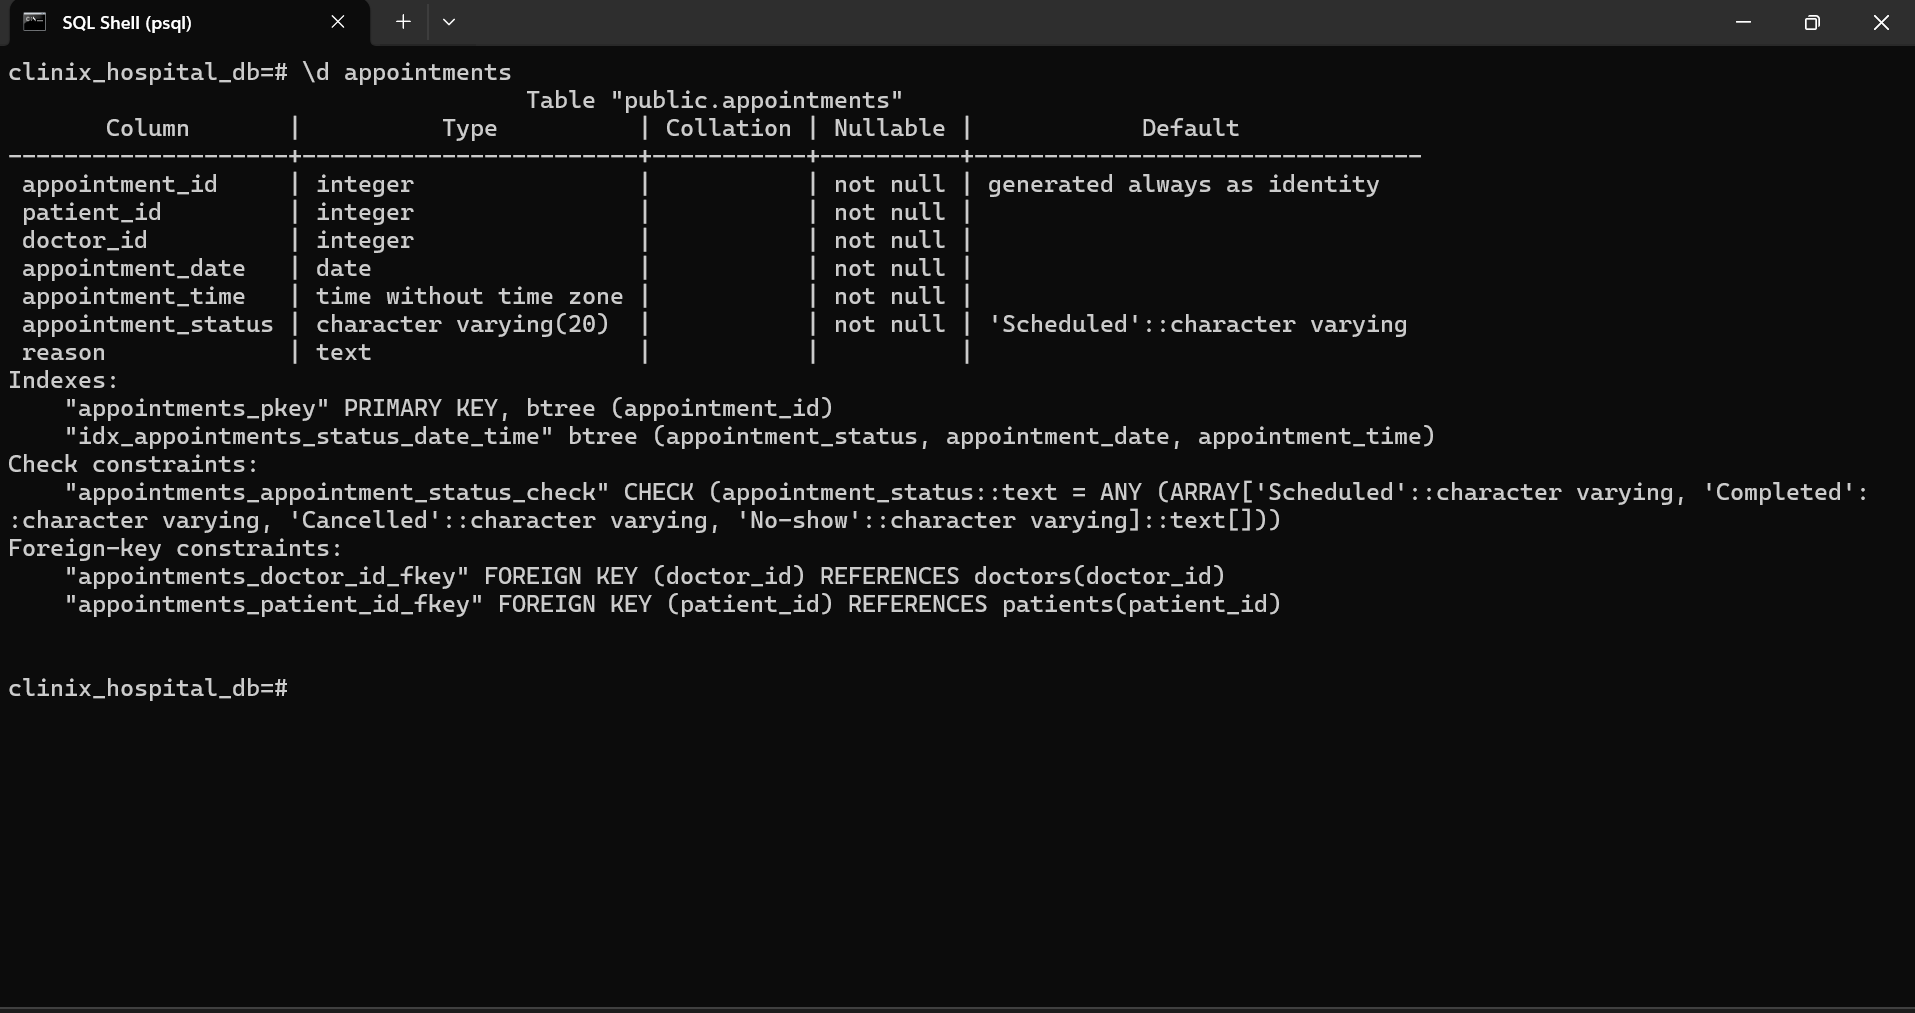 SQL Shell (psql)
clinix_hospital_db=# \d appointments
                                     Table "public.appointments"
       Column       |          Type          | Collation | Nullable |            Default
--------------------+------------------------+-----------+----------+--------------------------------
 appointment_id     | integer                |           | not null | generated always as identity
 patient_id         | integer                |           | not null |
 doctor_id          | integer                |           | not null |
 appointment_date   | date                   |           | not null |
 appointment_time   | time without time zone |           | not null |
 appointment_status | character varying(20)  |           | not null | 'Scheduled'::character varying
 reason             | text                   |           |          |
Indexes:
    "appointments_pkey" PRIMARY KEY, btree (appointment_id)
    "idx_appointments_status_date_time" btree (appointment_status, appointment_date, appointment_time)
Check constraints:
    "appointments_appointment_status_check" CHECK (appointment_status::text = ANY (ARRAY['Scheduled'::character varying, 'Completed':
:character varying, 'Cancelled'::character varying, 'No-show'::character varying]::text[]))
Foreign-key constraints:
    "appointments_doctor_id_fkey" FOREIGN KEY (doctor_id) REFERENCES doctors(doctor_id)
    "appointments_patient_id_fkey" FOREIGN KEY (patient_id) REFERENCES patients(patient_id)
clinix_hospital_db=#